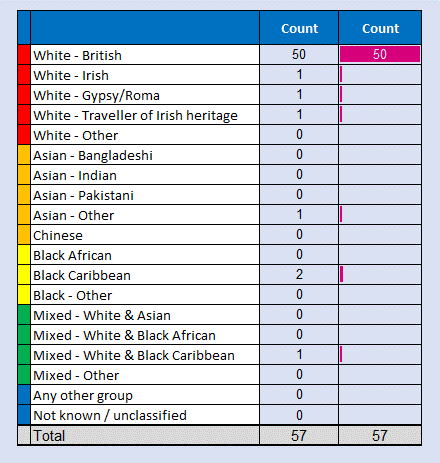 Count Count
White - British 50 50
White - Irish 1
White - Gypsy/Roma 1
White - Traveller of Irish heritage 1
White - Other 0
Asian - Bangladeshi 0
Asian - Indian 0
Asian - Pakistani 0
Asian - Other 1
Chinese 0
Black African 0
Black Caribbean 2
Black - Other 0
Mixed - White & Asian 0
Mixed - White & Black African 0
Mixed - White & Black Caribbean 1
Mixed - Other 0
Any other group 0
Not known / unclassified 0
Total 57 57